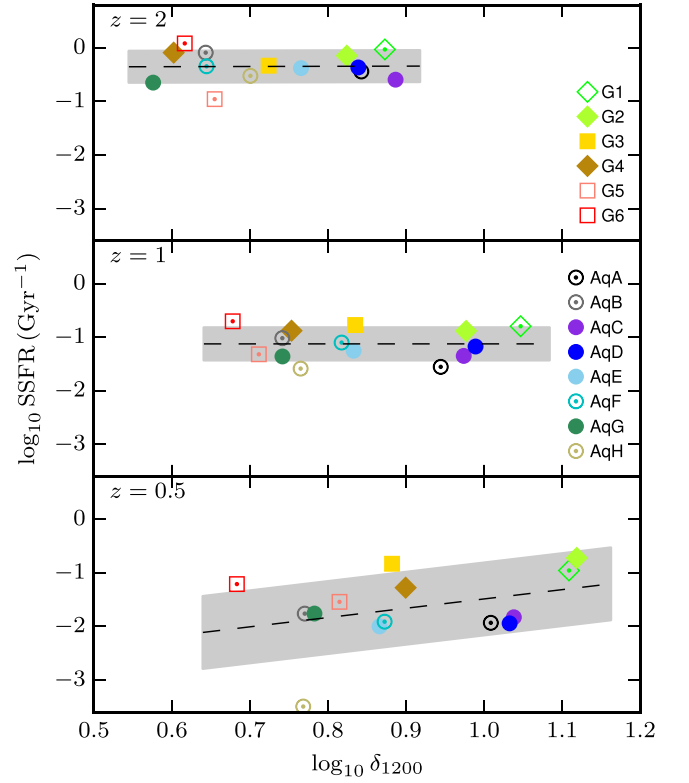 z = 2
0
−1
−2
−3
G1
G2
G3
G4
G5
G6
z = 1
0
−1
−2
−3
AqA
AqB
AqC
AqD
AqE
AqF
AqG
AqH
log₁₀ SSFR (Gyr⁻¹)
z = 0.5
0
−1
−2
−3
0.5 0.6 0.7 0.8 0.9 1.0 1.1 1.2
log₁₀ δ₁₂₀₀